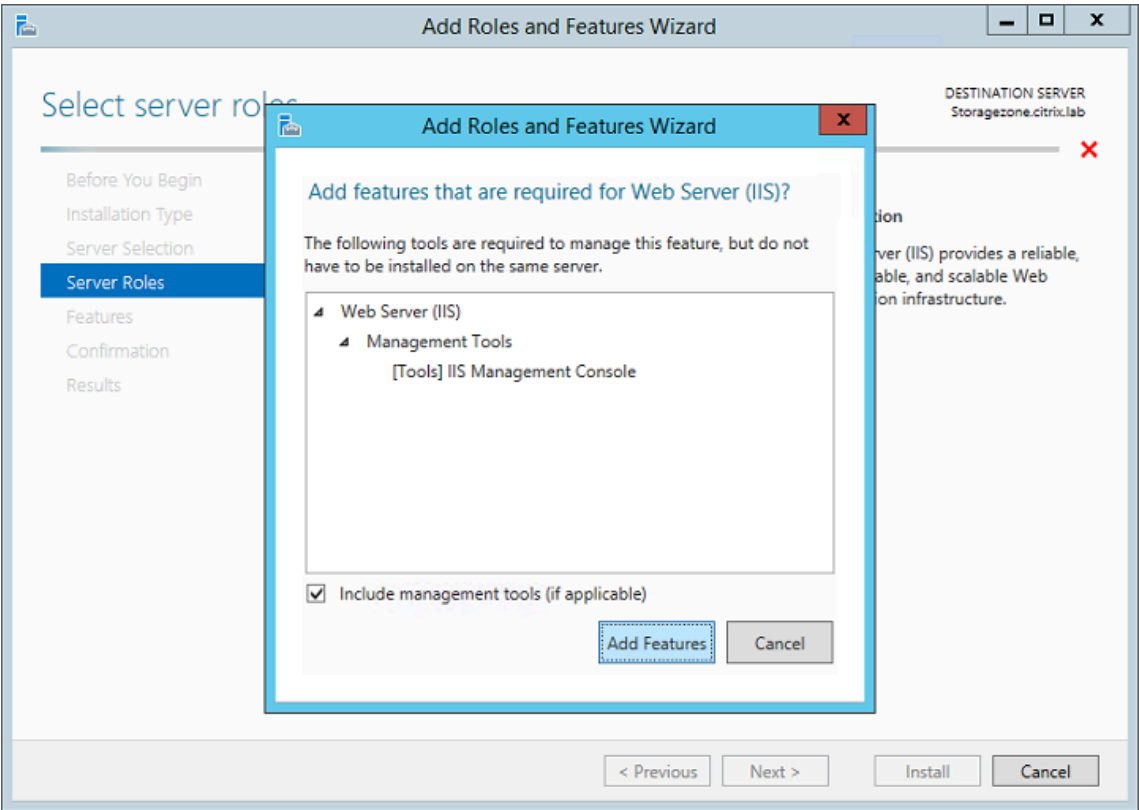 Add Roles and Features Wizard
Select server rol
DESTINATION SERVER
Storagezone.citrix.lab
Before You Begin
Installation Type
Server Selection
Server Roles
Features
Confirmation
Results
Add Roles and Features Wizard
Add features that are required for Web Server (IIS)?
The following tools are required to manage this feature, but do not
have to be installed on the same server.
Web Server (IIS)
Management Tools
[Tools] IIS Management Console
Include management tools (if applicable)
Add Features
Cancel
tion
ver (IIS) provides a reliable,
able, and scalable Web
ion infrastructure.
< Previous
Next >
Install
Cancel